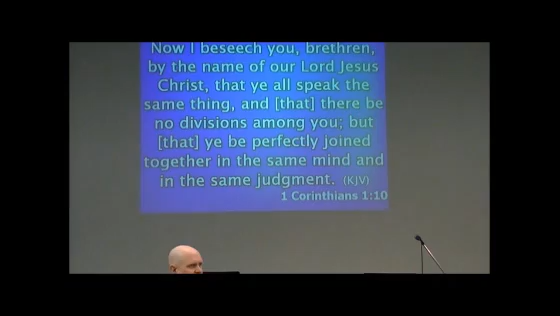 Now I beseech you, brethren,
by the name of our Lord Jesus
Christ, that ye all speak the
same thing, and [that] there be
no divisions among you; but
[that] ye be perfectly joined
together in the same mind and
in the same judgment. (KJV)
1 Corinthians 1:10